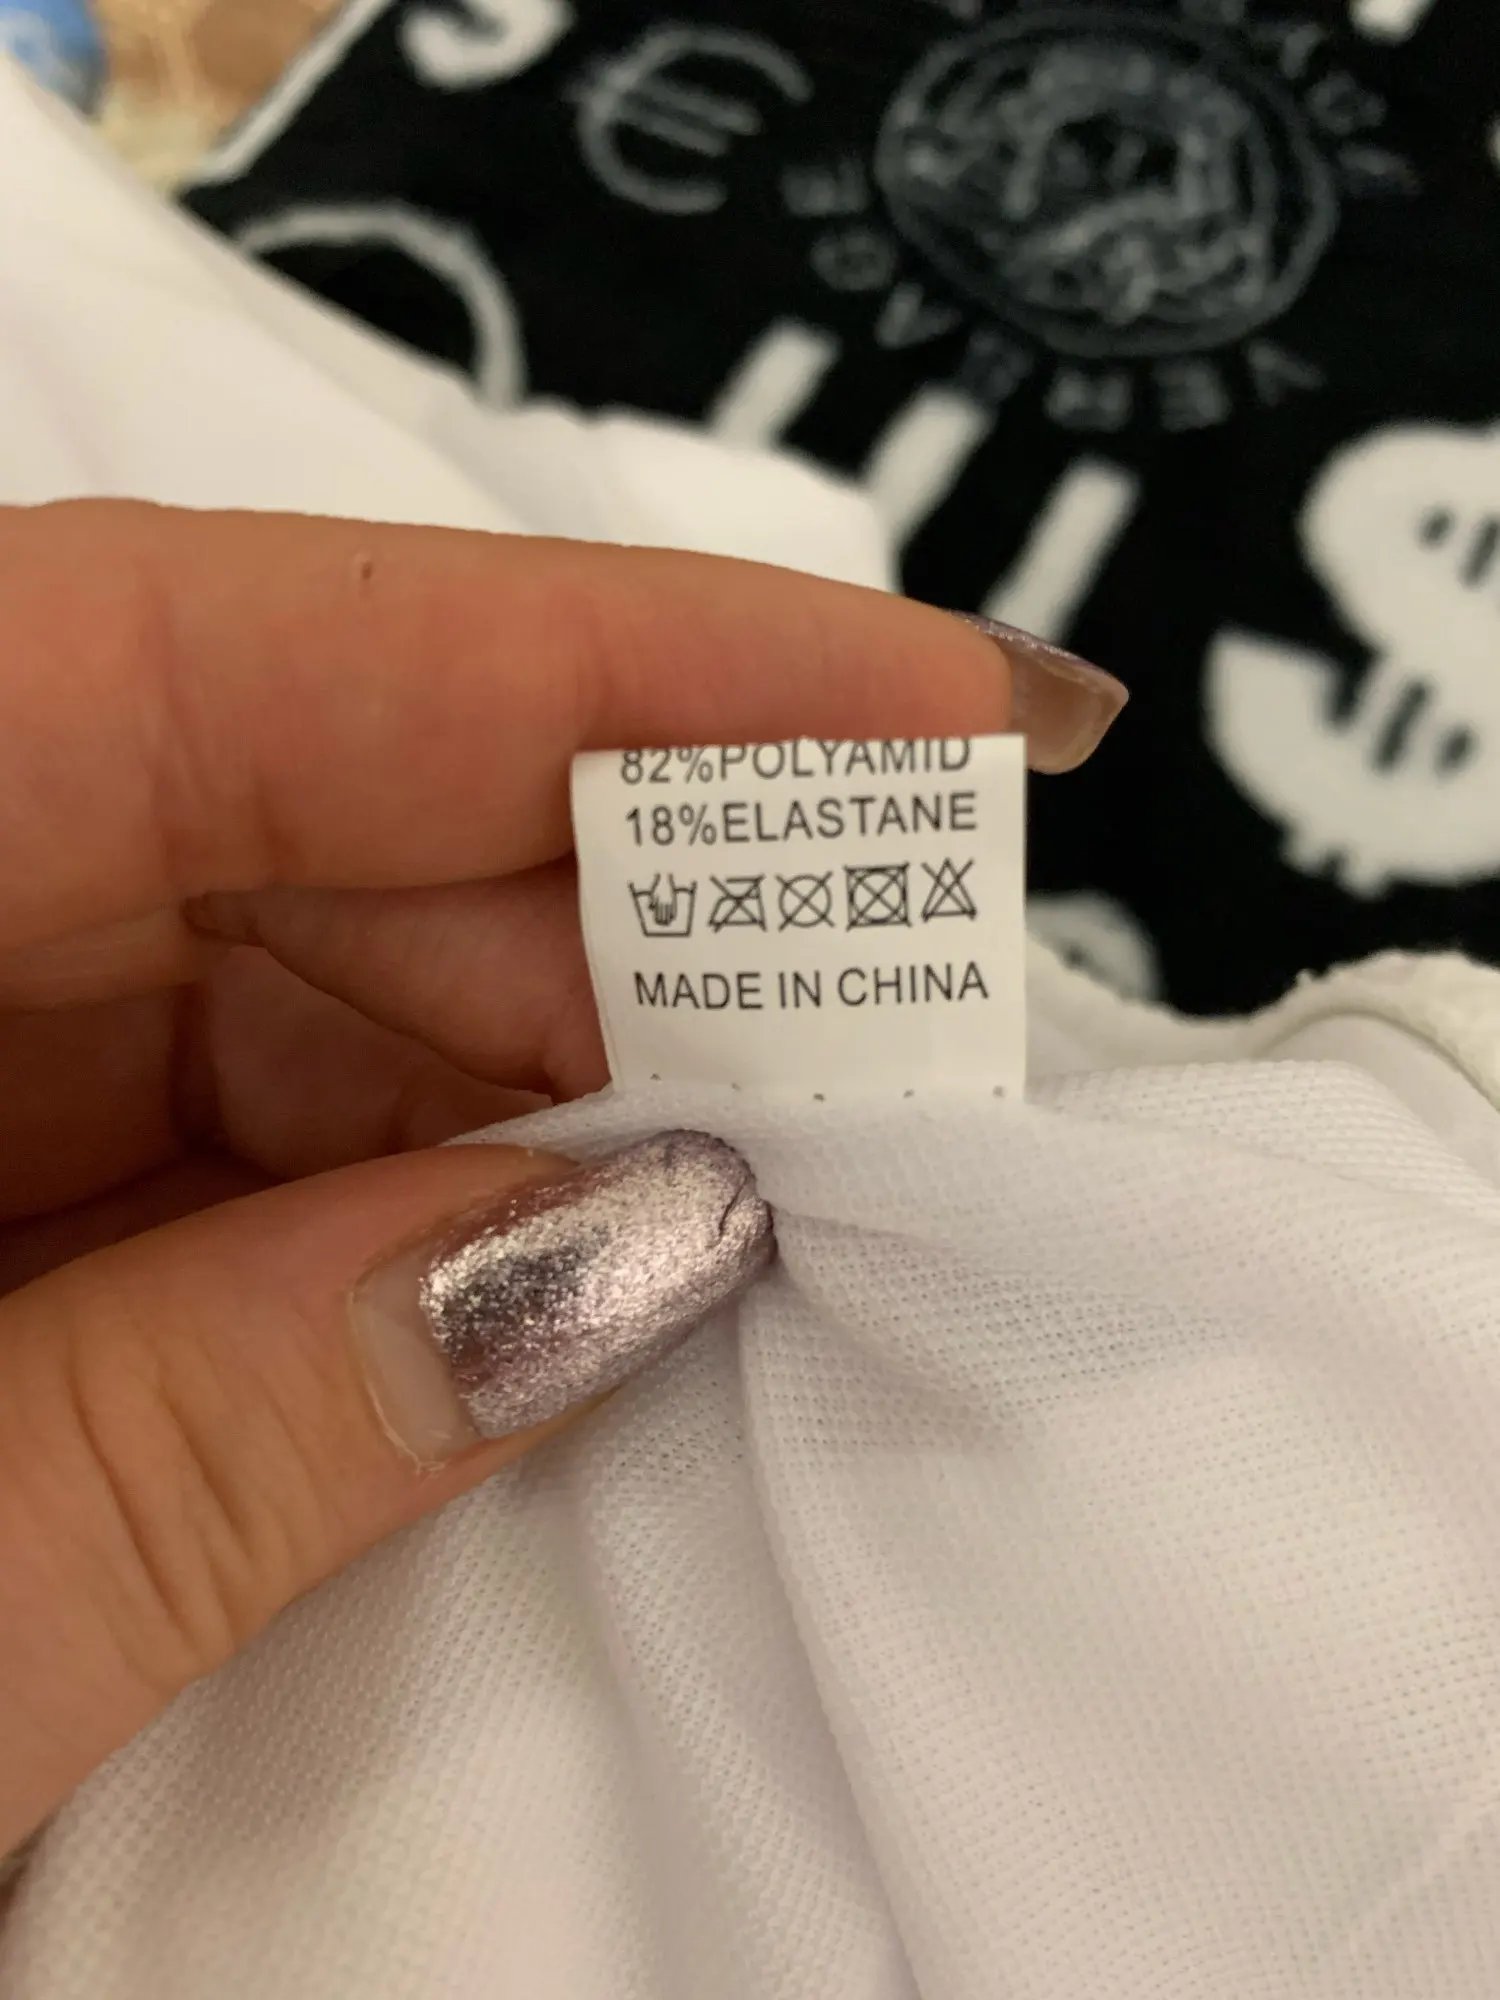 €
82%POLYAMID
18%ELASTANE
MADE IN CHINA